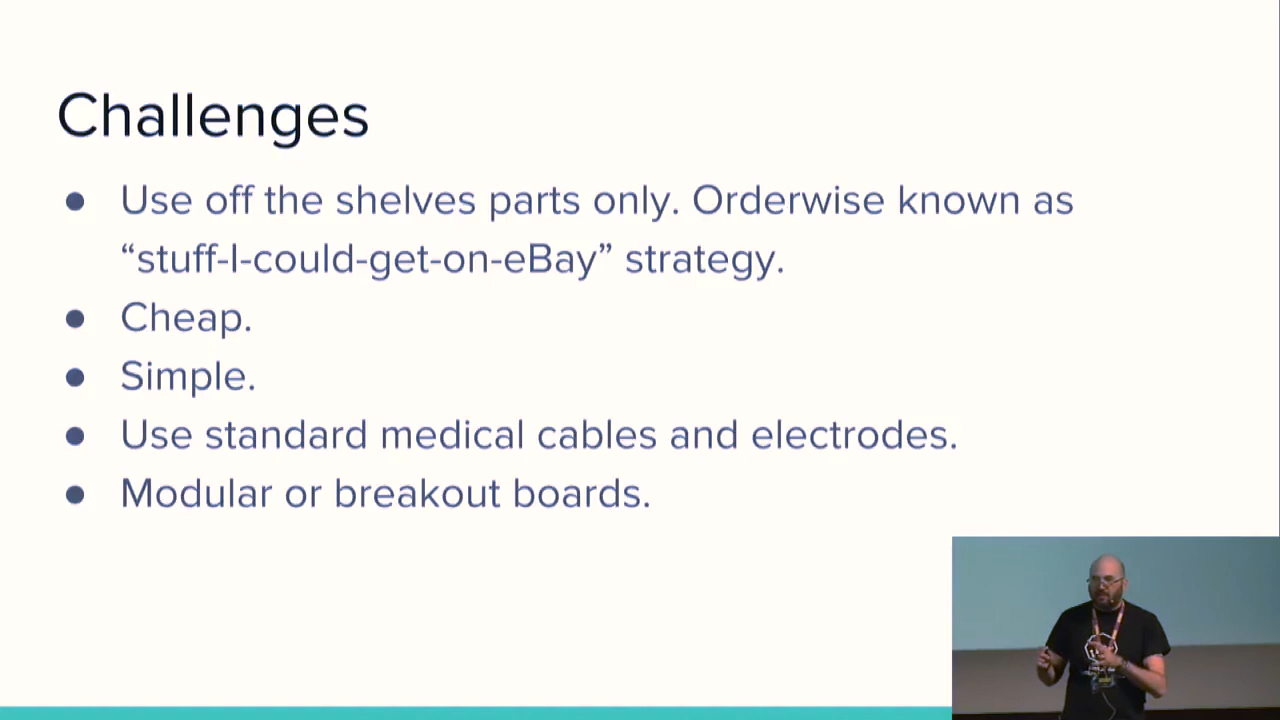 Challenges
● Use off the shelves parts only. Orderwise known as
“stuff-I-could-get-on-eBay” strategy.
● Cheap.
● Simple.
● Use standard medical cables and electrodes.
● Modular or breakout boards.